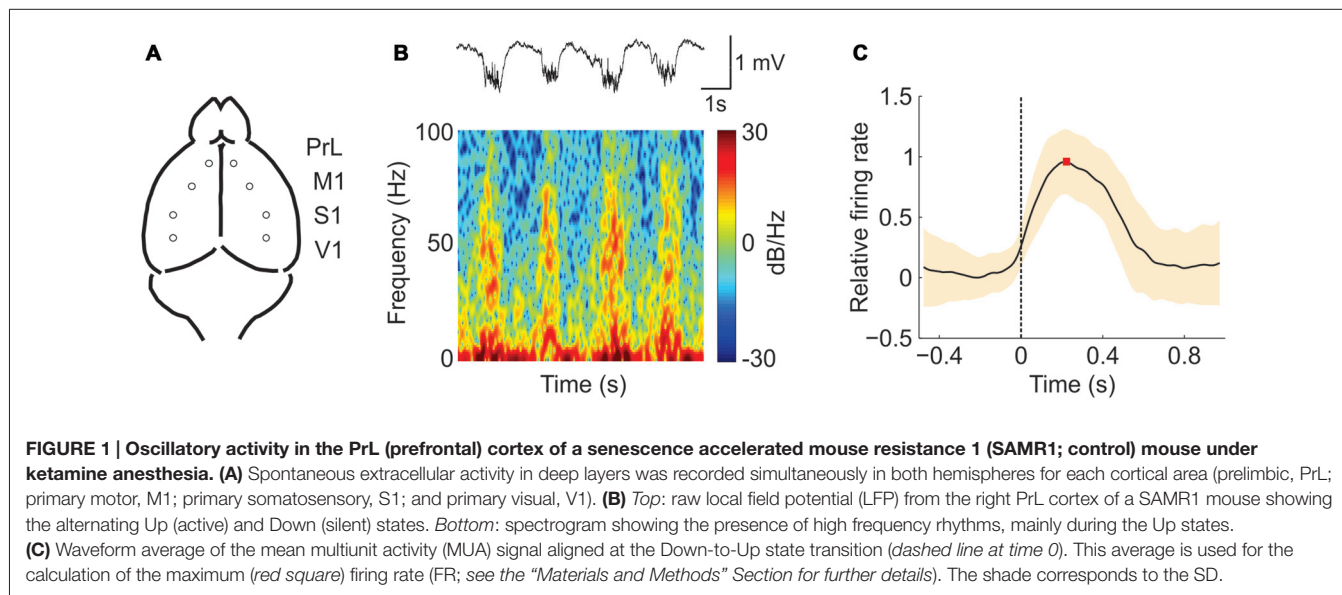 A
PrL
M1
S1
V1
B
1 mV
1s
100
50
0
Frequency (Hz)
Time (s)
30
0
-30
dB/Hz
C
1.5
1
0.5
0
−0.5
Relative firing rate
−0.4
0
0.4
0.8
Time (s)
FIGURE 1 | Oscillatory activity in the PrL (prefrontal) cortex of a senescence accelerated mouse resistance 1 (SAMR1; control) mouse under
ketamine anesthesia. (A) Spontaneous extracellular activity in deep layers was recorded simultaneously in both hemispheres for each cortical area (prelimbic, PrL;
primary motor, M1; primary somatosensory, S1; and primary visual, V1). (B) Top: raw local field potential (LFP) from the right PrL cortex of a SAMR1 mouse showing
the alternating Up (active) and Down (silent) states. Bottom: spectrogram showing the presence of high frequency rhythms, mainly during the Up states.
(C) Waveform average of the mean multiunit activity (MUA) signal aligned at the Down-to-Up state transition (dashed line at time 0). This average is used for the
calculation of the maximum (red square) firing rate (FR; see the “Materials and Methods” Section for further details). The shade corresponds to the SD.